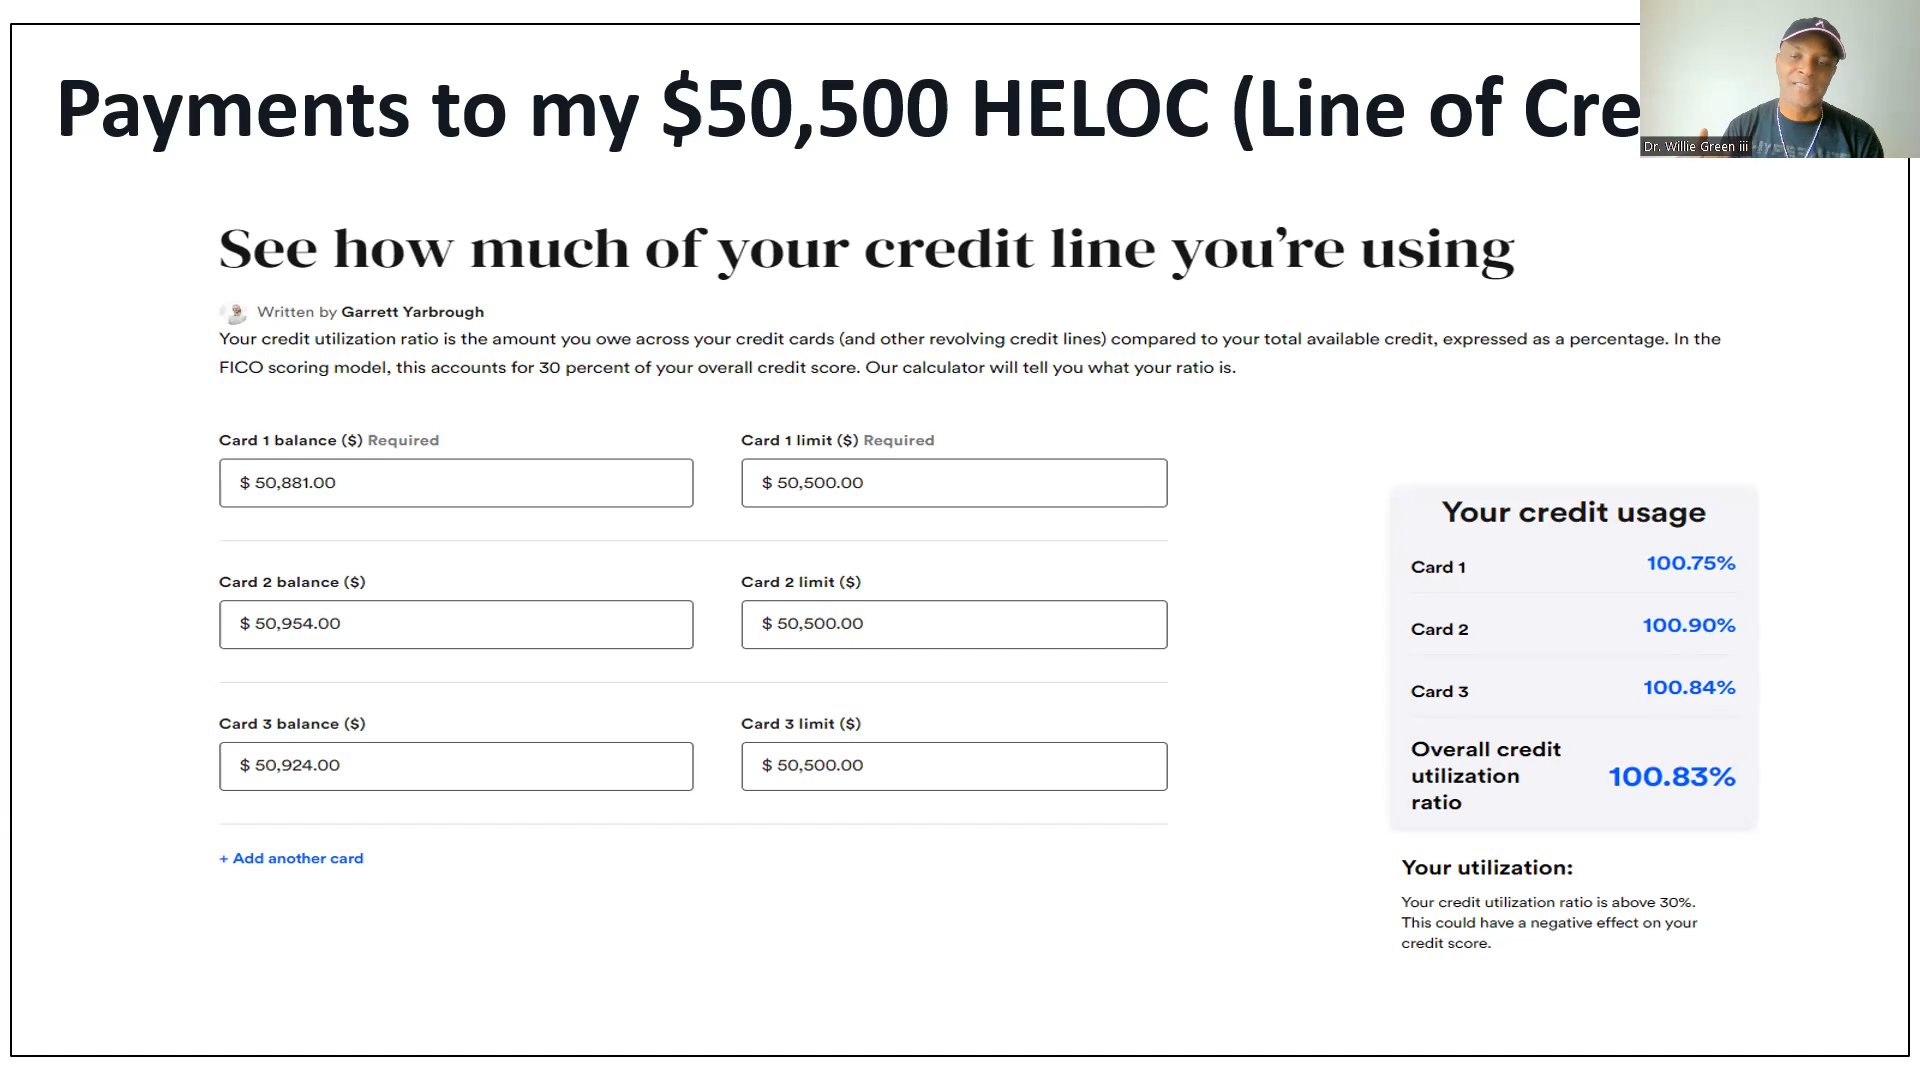 Payments to my $50,500 HELOC (Line of Cre
Dr. Willie Green iii
See how much of your credit line you're using
Written by Garrett Yarbrough
Your credit utilization ratio is the amount you owe across your credit cards (and other revolving credit lines) compared to your total available credit, expressed as a percentage. In the
FICO scoring model, this accounts for 30 percent of your overall credit score. Our calculator will tell you what your ratio is.
Card 1 balance ($) Required
Card 1 limit ($) Required
$ 50,881.00
$ 50,500.00
Card 2 balance ($)
Card 2 limit ($)
$ 50,954.00
$ 50,500.00
Card 3 balance ($)
Card 3 limit ($)
$ 50,924.00
$ 50,500.00
+ Add another card
Your credit usage
Card 1 100.75%
Card 2 100.90%
Card 3 100.84%
Overall credit
utilization
ratio
100.83%
Your utilization:
Your credit utilization ratio is above 30%.
This could have a negative effect on your
credit score.